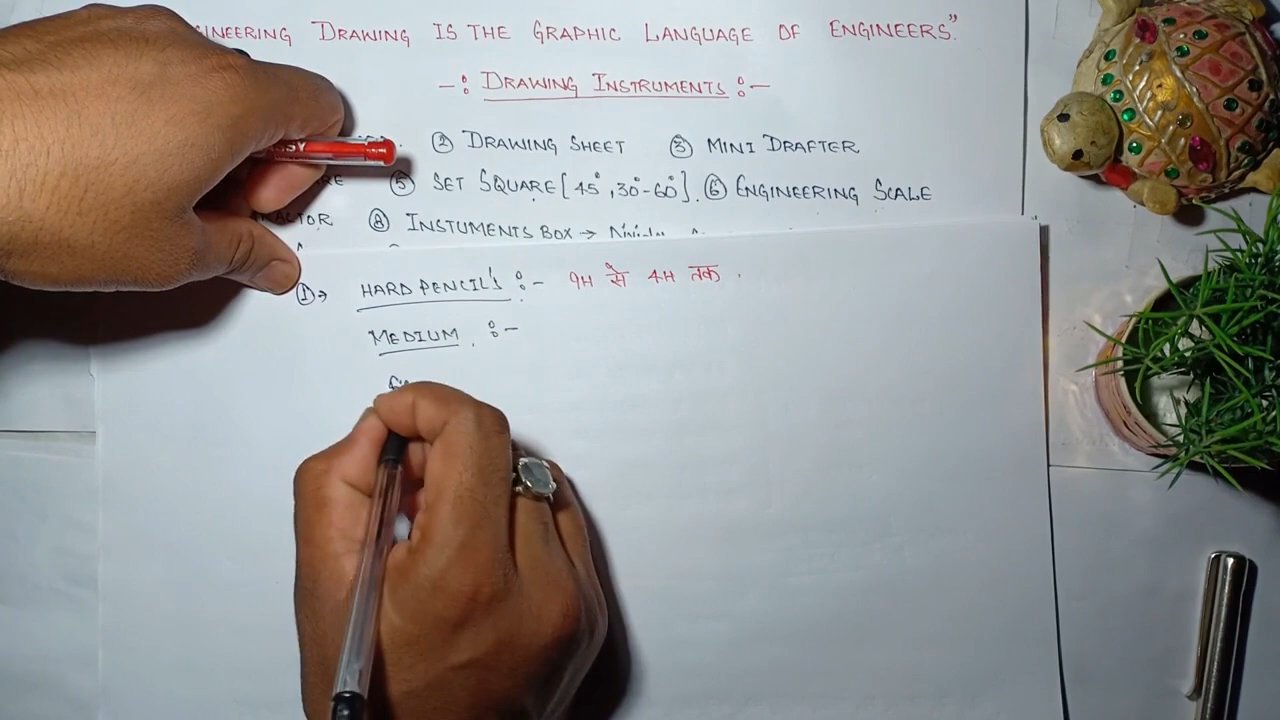 DRAWING IS THE GRAPHIC LANGUAGE OF ENGINEERS."
-: DRAWING INSTRUMENTS :-
② DRAWING SHEET ③ MINI DRAFTER
⑤ SET SQUARE [45°, 30°-60°]. ⑥ ENGINEERING SCALE
⑧ INSTUMENTS BOX →
①→ HARD PENCIL'S :- 9H से 4H तक .
MEDIUM . :-